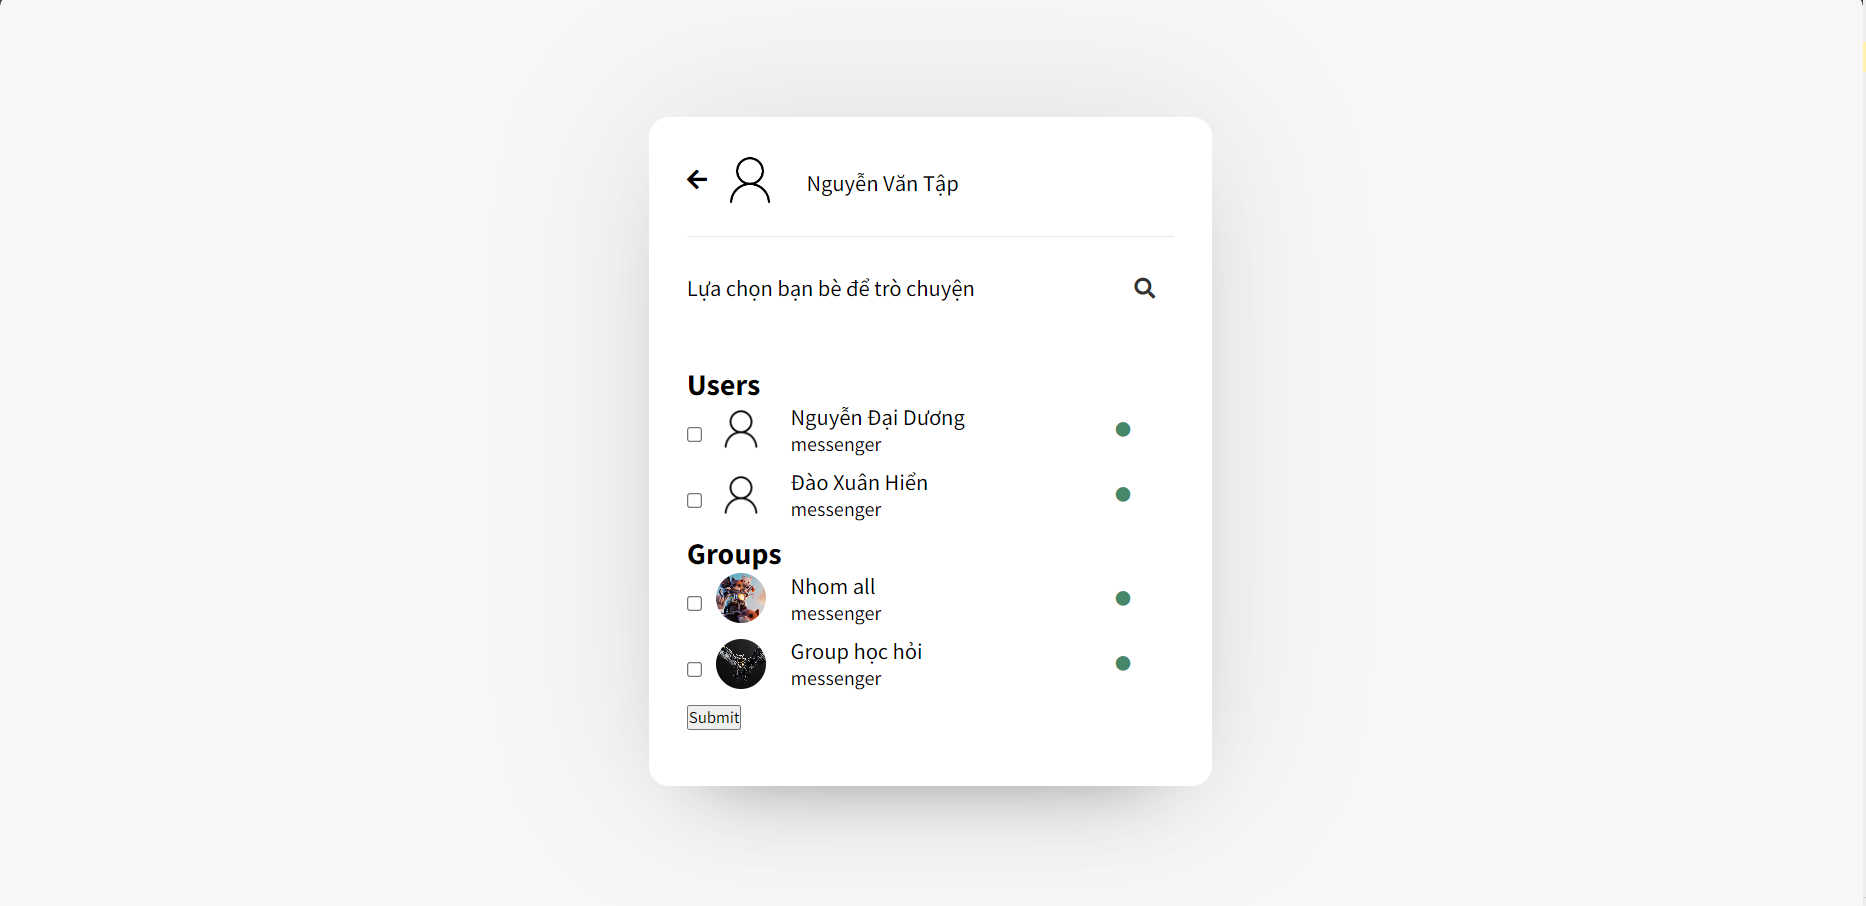 Nguyễn Văn Tập
Lựa chọn bạn bè để trò chuyện
Users
Nguyễn Đại Dương
messenger
Đào Xuân Hiển
messenger
Groups
Nhom all
messenger
Group học hỏi
messenger
Submit